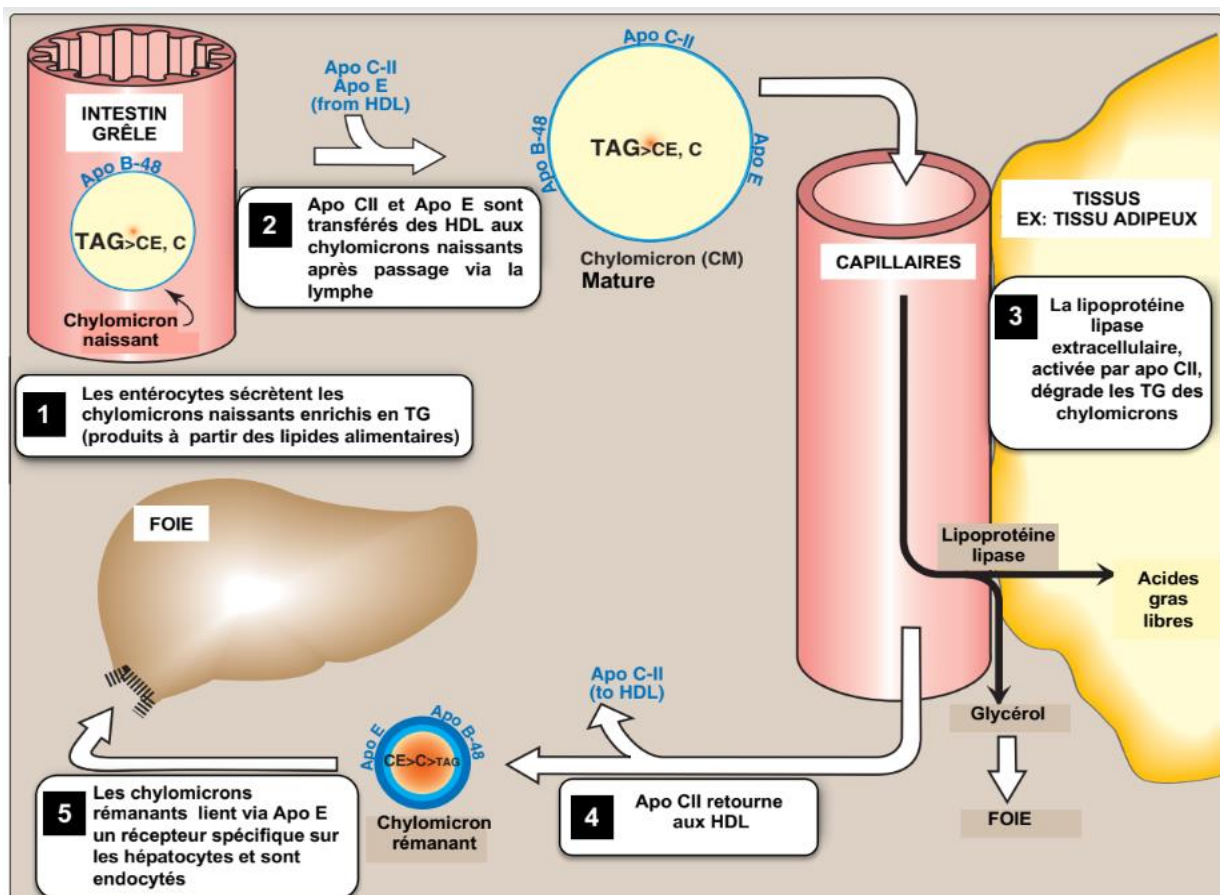 INTESTIN
GRÊLE
Apo B-48
TAG>CE, C
Chylomicron
naissant
Apo C-II
Apo E
(from HDL)
2
Apo CII et Apo E sont
transférés des HDL aux
chylomicrons naissants
après passage via la
lymphe
Apo C-II
Apo B-48
TAG>CE, C
Apo E
Chylomicron (CM)
Mature
CAPILLAIRES
TISSUS
EX: TISSU ADIPEUX
3
La lipoprotéine
lipase
extracellulaire,
activée par apo CII,
dégrade les TG des
chylomicrons
1
Les entérocytes sécrètent les
chylomicrons naissants enrichis en TG
(produits à partir des lipides alimentaires)
FOIE
Lipoprotéine
lipase
Acides
gras
libres
Glycérol
FOIE
Apo C-II
(to HDL)
Apo E
Apo B-48
CE>C>TAG
Chylomicron
rémanant
4
Apo CII retourne
aux HDL
5
Les chylomicrons
rémanants lient via Apo E
un récepteur spécifique sur
les hépatocytes et sont
endocytés